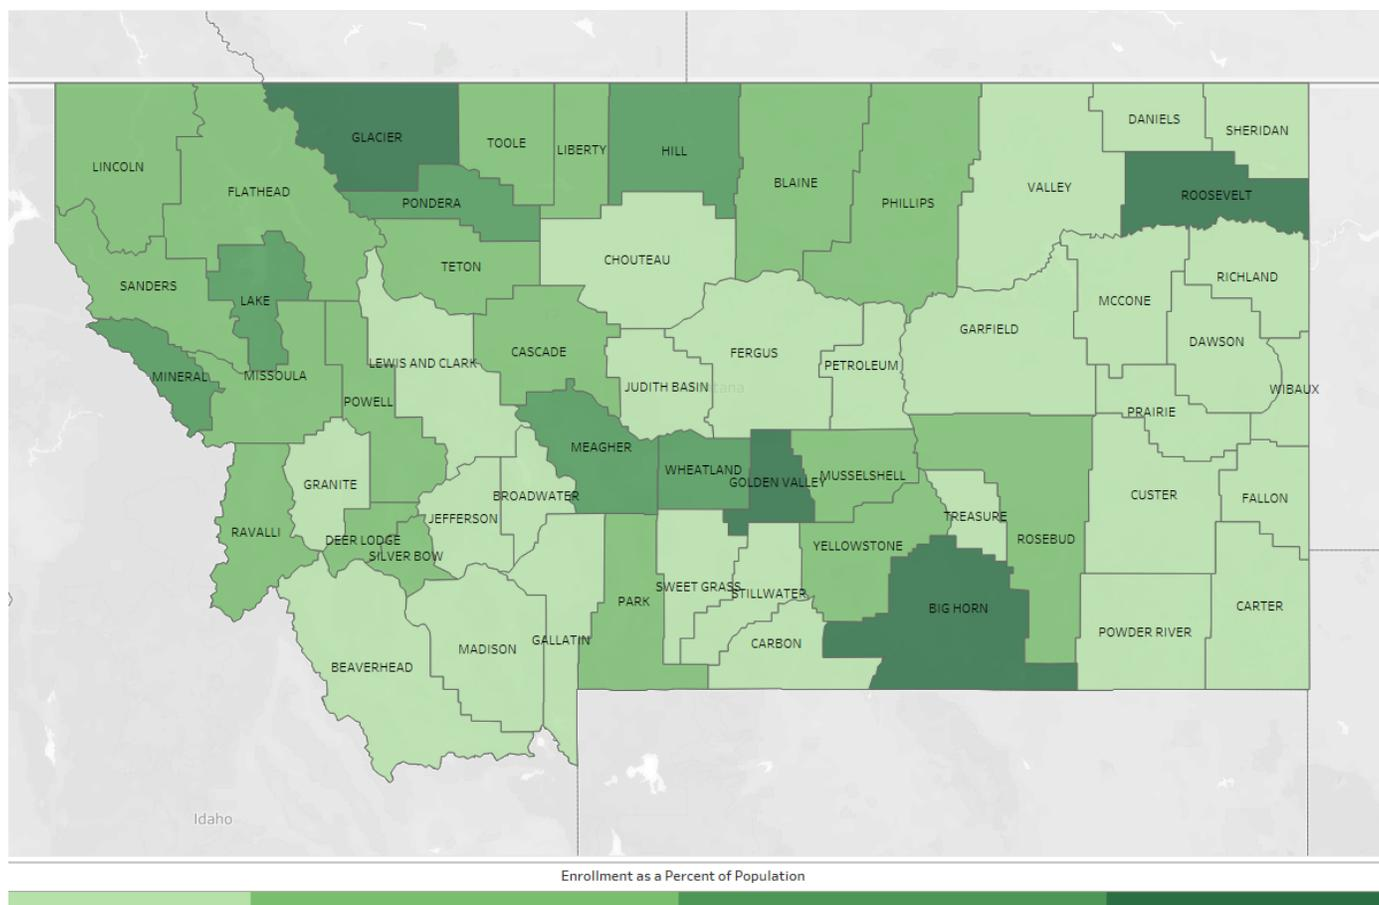 DANIELS
SHERIDAN
GLACIER
TOOLE
LIBERTY
HILL
LINCOLN
BLAINE
VALLEY
FLATHEAD
ROOSEVELT
PONDERA
PHILLIPS
CHOUTEAU
TETON
RICHLAND
SANDERS
LAKE
MCCONE
GARFIELD
DAWSON
CASCADE
FERGUS
LEWIS AND CLARK
PETROLEUM
MINERAL
MISSOULA
JUDITH BASIN
tana
WIBAUX
POWELL
PRAIRIE
MEAGHER
WHEATLAND
MUSSELSHELL
GOLDEN VALLEY
GRANITE
BROADWATER
CUSTER
FALLON
JEFFERSON
TREASURE
RAVALLI
DEER LODGE
ROSEBUD
YELLOWSTONE
SILVER BOW
SWEET GRASS
STILLWATER
PARK
BIG HORN
CARTER
POWDER RIVER
GALLATIN
CARBON
MADISON
BEAVERHEAD
Idaho
Enrollment as a Percent of Population